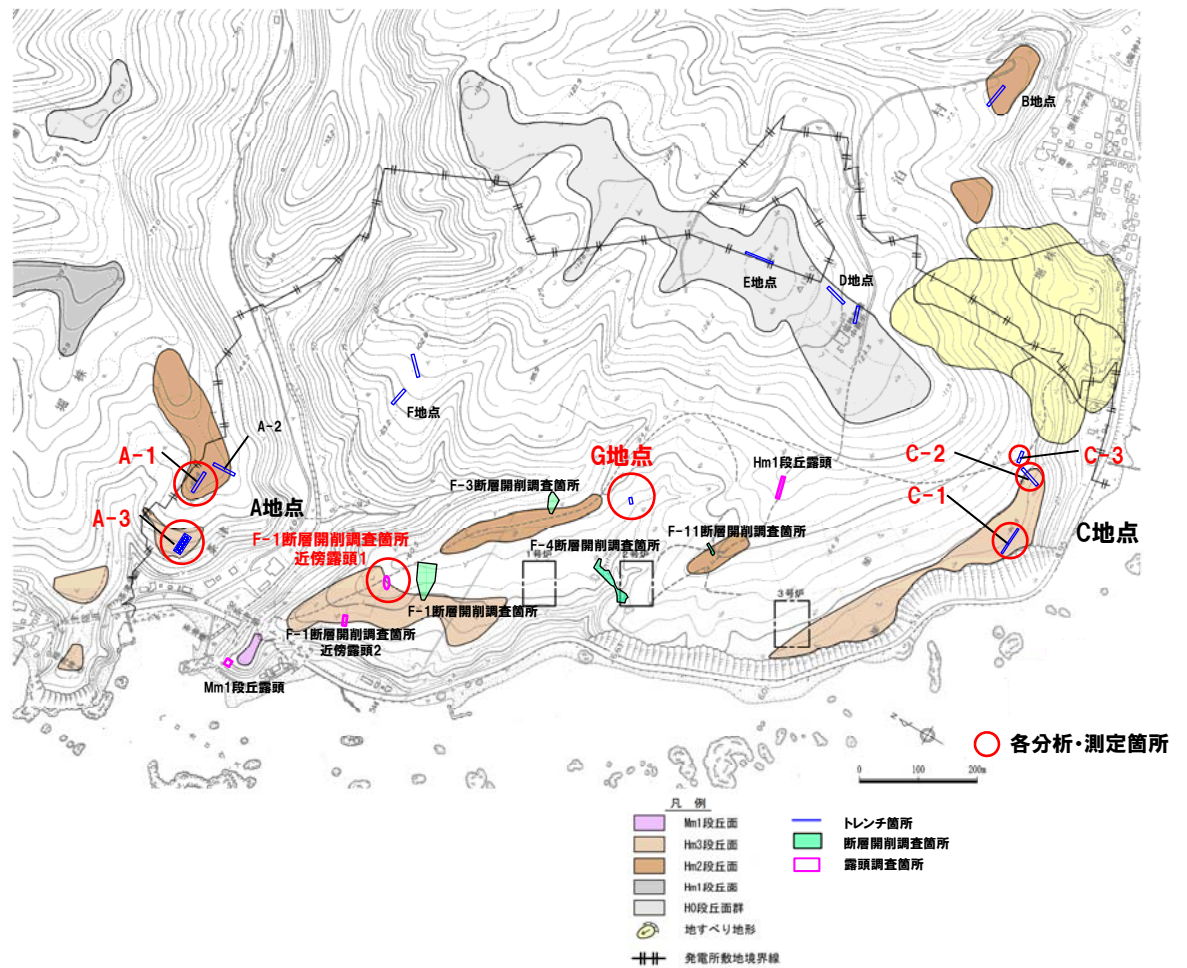 B地点
E地点
D地点
F地点
A-2
A-1
A地点
A-3
G地点
Hm1段丘露頭
F-3断層開削調査箇所
F-4断層開削調査箇所
F-11断層開削調査箇所
C-2
C-3
C-1
C地点
F-1断層開削調査箇所
近傍露頭1
1号炉
2号炉
3号炉
F-1断層開削調査箇所
F-1断層開削調査箇所
近傍露頭2
Mm1段丘露頭
各分析・測定箇所
0 100 200m
凡 例
Mm1段丘面
Hm3段丘面
Hm2段丘面
Hm1段丘面
H0段丘面群
地すべり地形
発電所敷地境界線
トレンチ箇所
断層開削調査箇所
露頭調査箇所